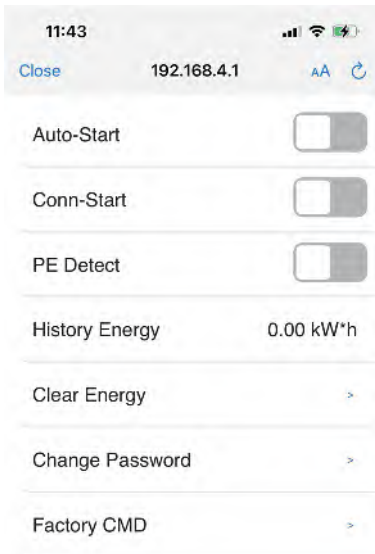 11:43
Close 192.168.4.1 AA
Auto-Start
Conn-Start
PE Detect
History Energy 0.00 kW*h
Clear Energy >
Change Password >
Factory CMD >